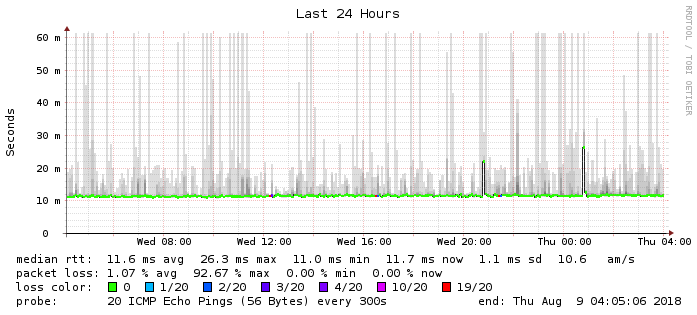 Last 24 Hours
RRDTOOL / TOBI OETIKER
Seconds
60 m
50 m
40 m
30 m
20 m
10 m
0
Wed 08:00 Wed 12:00 Wed 16:00 Wed 20:00 Thu 00:00 Thu 04:00
median rtt: 11.6 ms avg 26.3 ms max 11.0 ms min 11.7 ms now 1.1 ms sd 10.6 am/s
packet loss: 1.07 % avg 92.67 % max 0.00 % min 0.00 % now
loss color: 0 1/20 2/20 3/20 4/20 10/20 19/20
probe: 20 ICMP Echo Pings (56 Bytes) every 300s end: Thu Aug 9 04:05:06 2018